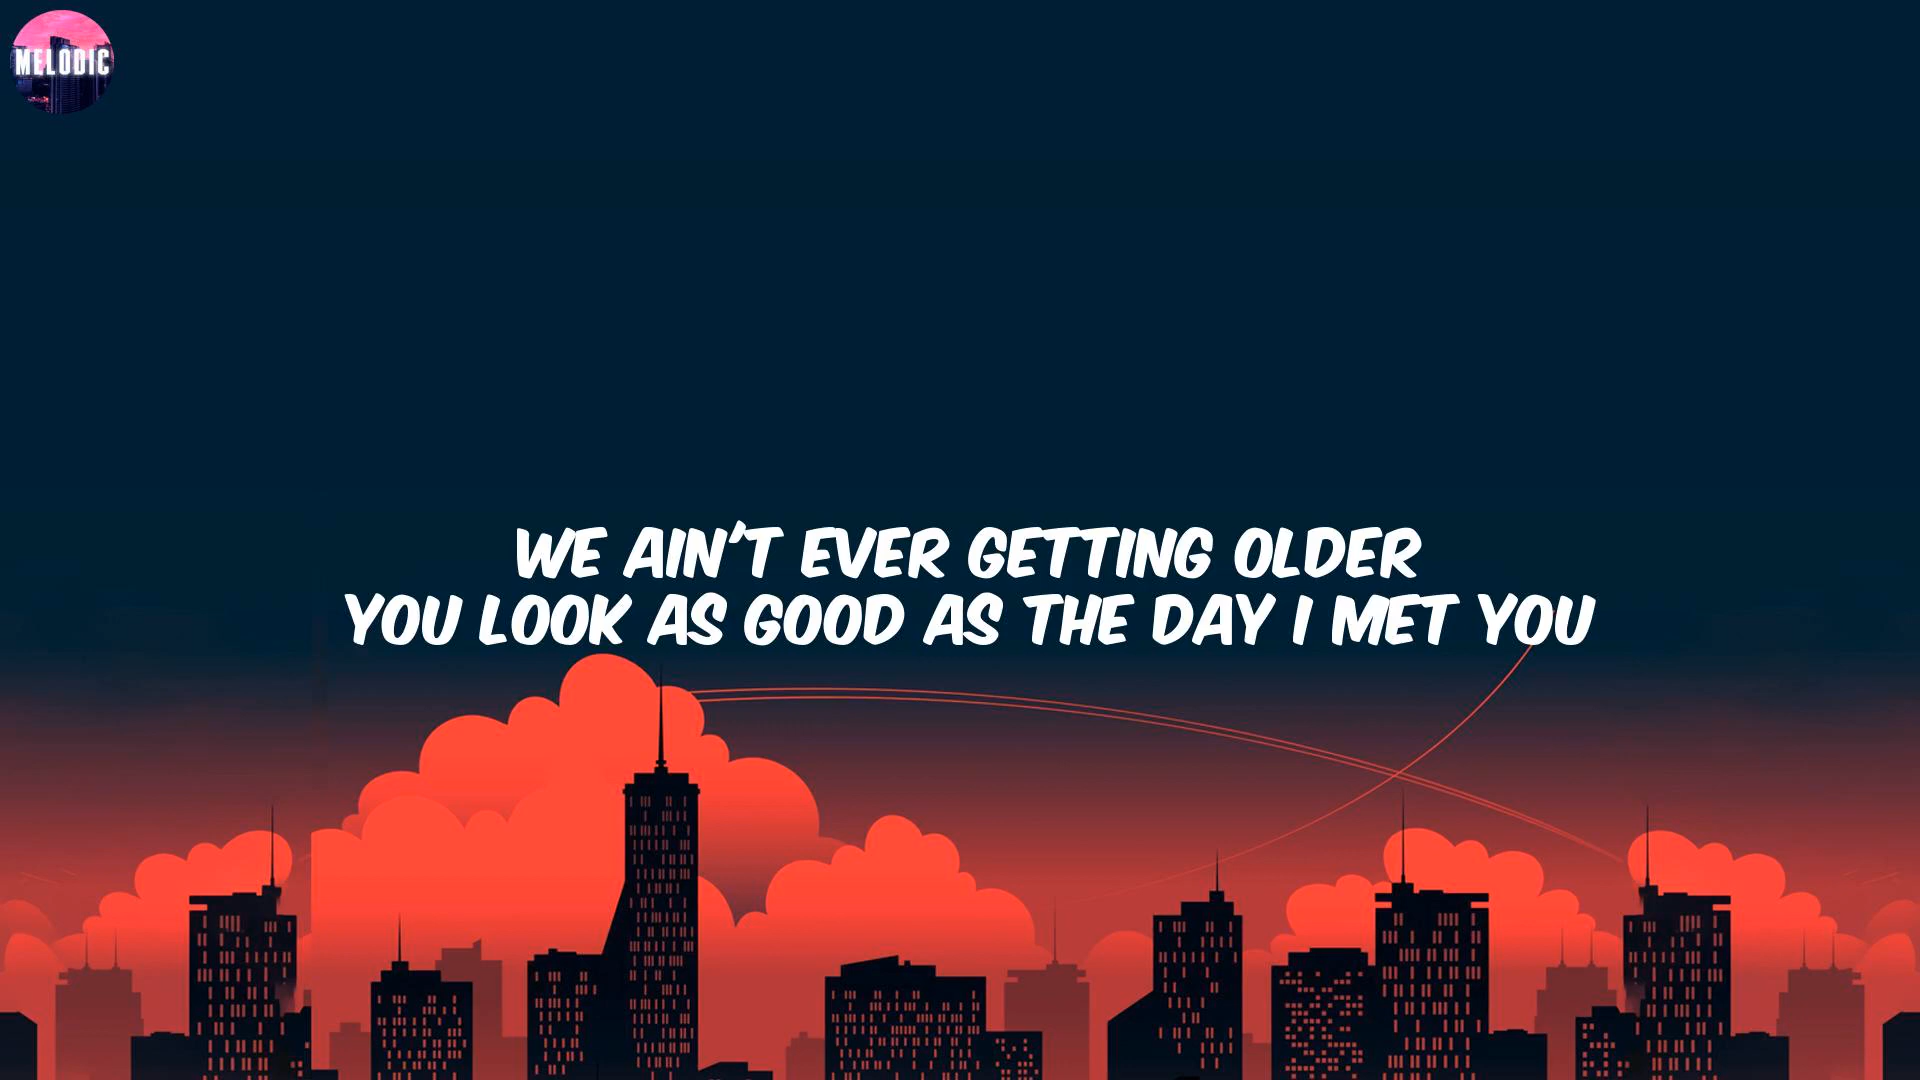 MELODIC
WE AIN'T EVER GETTING OLDER
YOU LOOK AS GOOD AS THE DAY I MET YOU